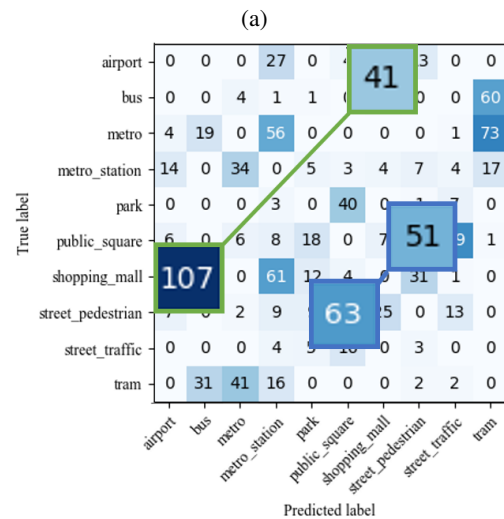 (a)
airport 0 0 0 27 0 41 3 0 0
bus 0 0 4 1 1 0 0 60
metro 4 19 0 56 0 0 0 0 1 73
metro_station 14 0 34 0 5 3 4 7 4 17
park 0 0 0 3 0 40 0 7 0
public_square 6 0 6 8 18 0 7 51 9 1
shopping_mall 107 0 61 12 4 31 1 0
street_pedestrian 0 2 9 63 25 0 13 0
street_traffic 0 0 0 4 0 3 0 0
tram 0 31 41 16 0 0 0 2 2 0
True label
airport bus metro metro_station park public_square shopping_mall street_pedestrian street_traffic tram
Predicted label